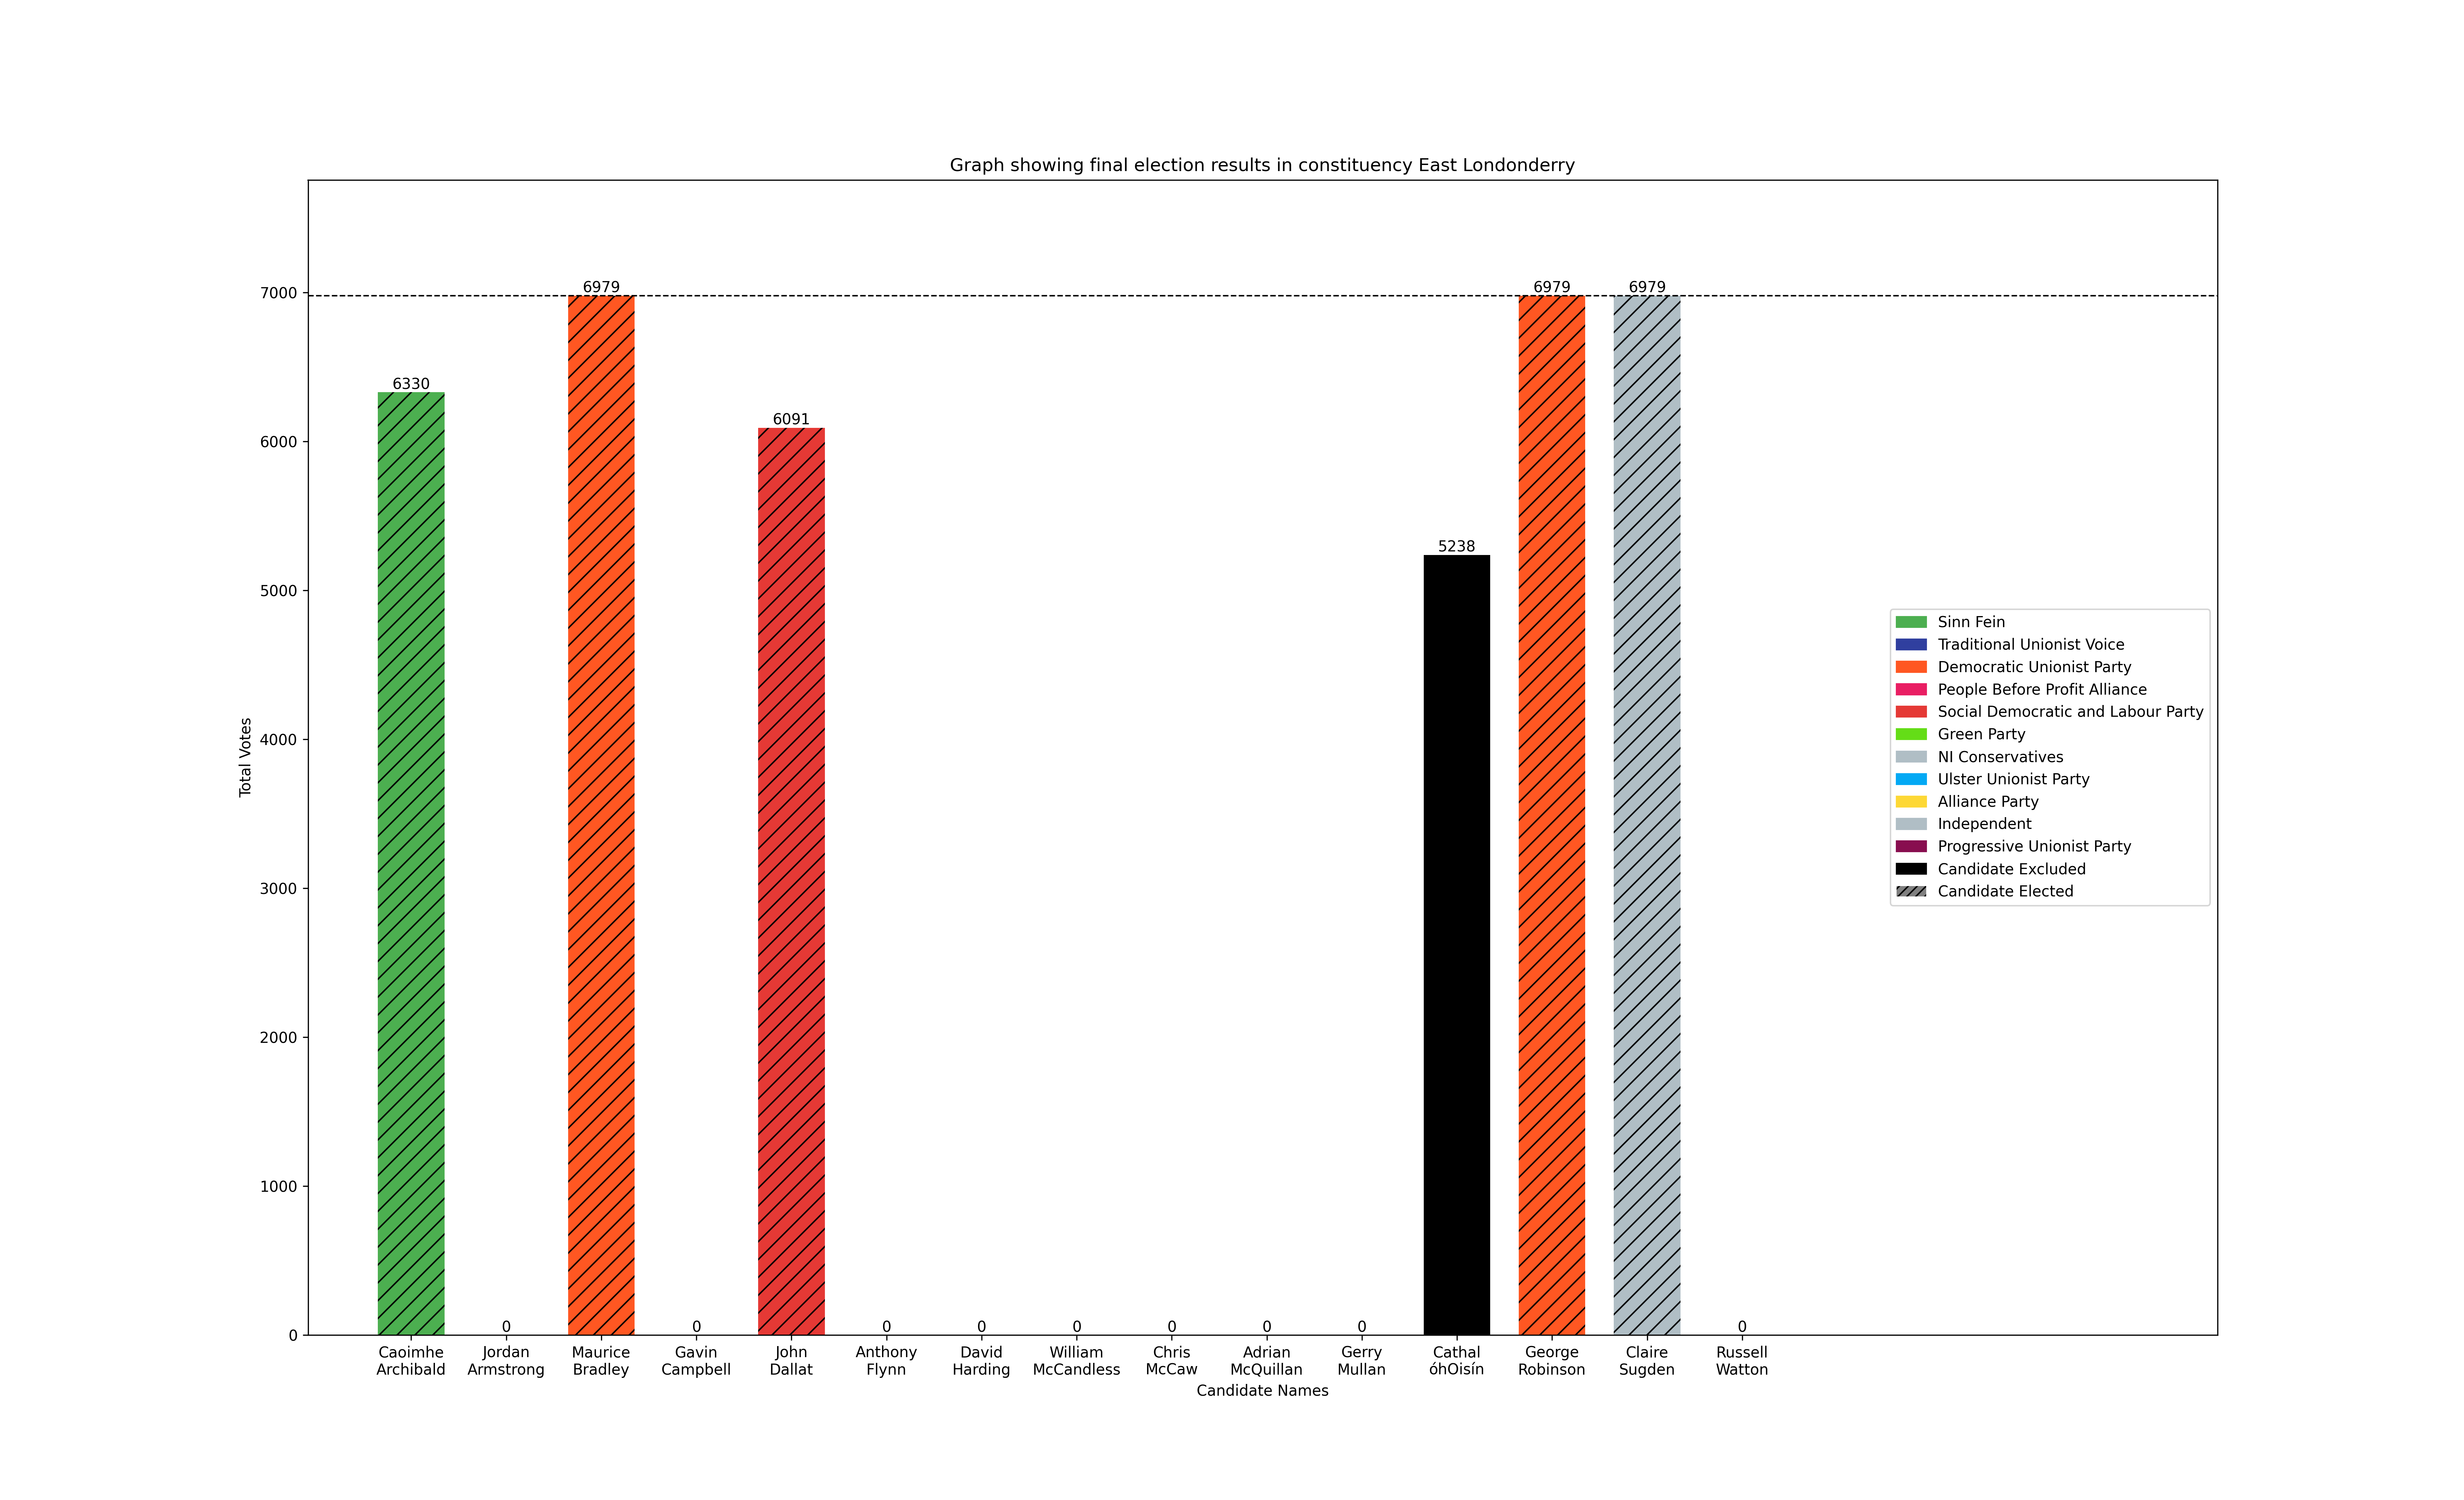 Graph showing final election results in constituency East Londonderry
Total Votes
7000
6000
5000
4000
3000
2000
1000
0
6330
0
6979
0
6091
0
0
0
0
0
0
5238
6979
6979
0
Caoimhe
Archibald
Jordan
Armstrong
Maurice
Bradley
Gavin
Campbell
John
Dallat
Anthony
Flynn
David
Harding
William
McCandless
Chris
McCaw
Adrian
McQuillan
Gerry
Mullan
Cathal
óhOisín
George
Robinson
Claire
Sugden
Russell
Watton
Candidate Names
Sinn Fein
Traditional Unionist Voice
Democratic Unionist Party
People Before Profit Alliance
Social Democratic and Labour Party
Green Party
NI Conservatives
Ulster Unionist Party
Alliance Party
Independent
Progressive Unionist Party
Candidate Excluded
Candidate Elected